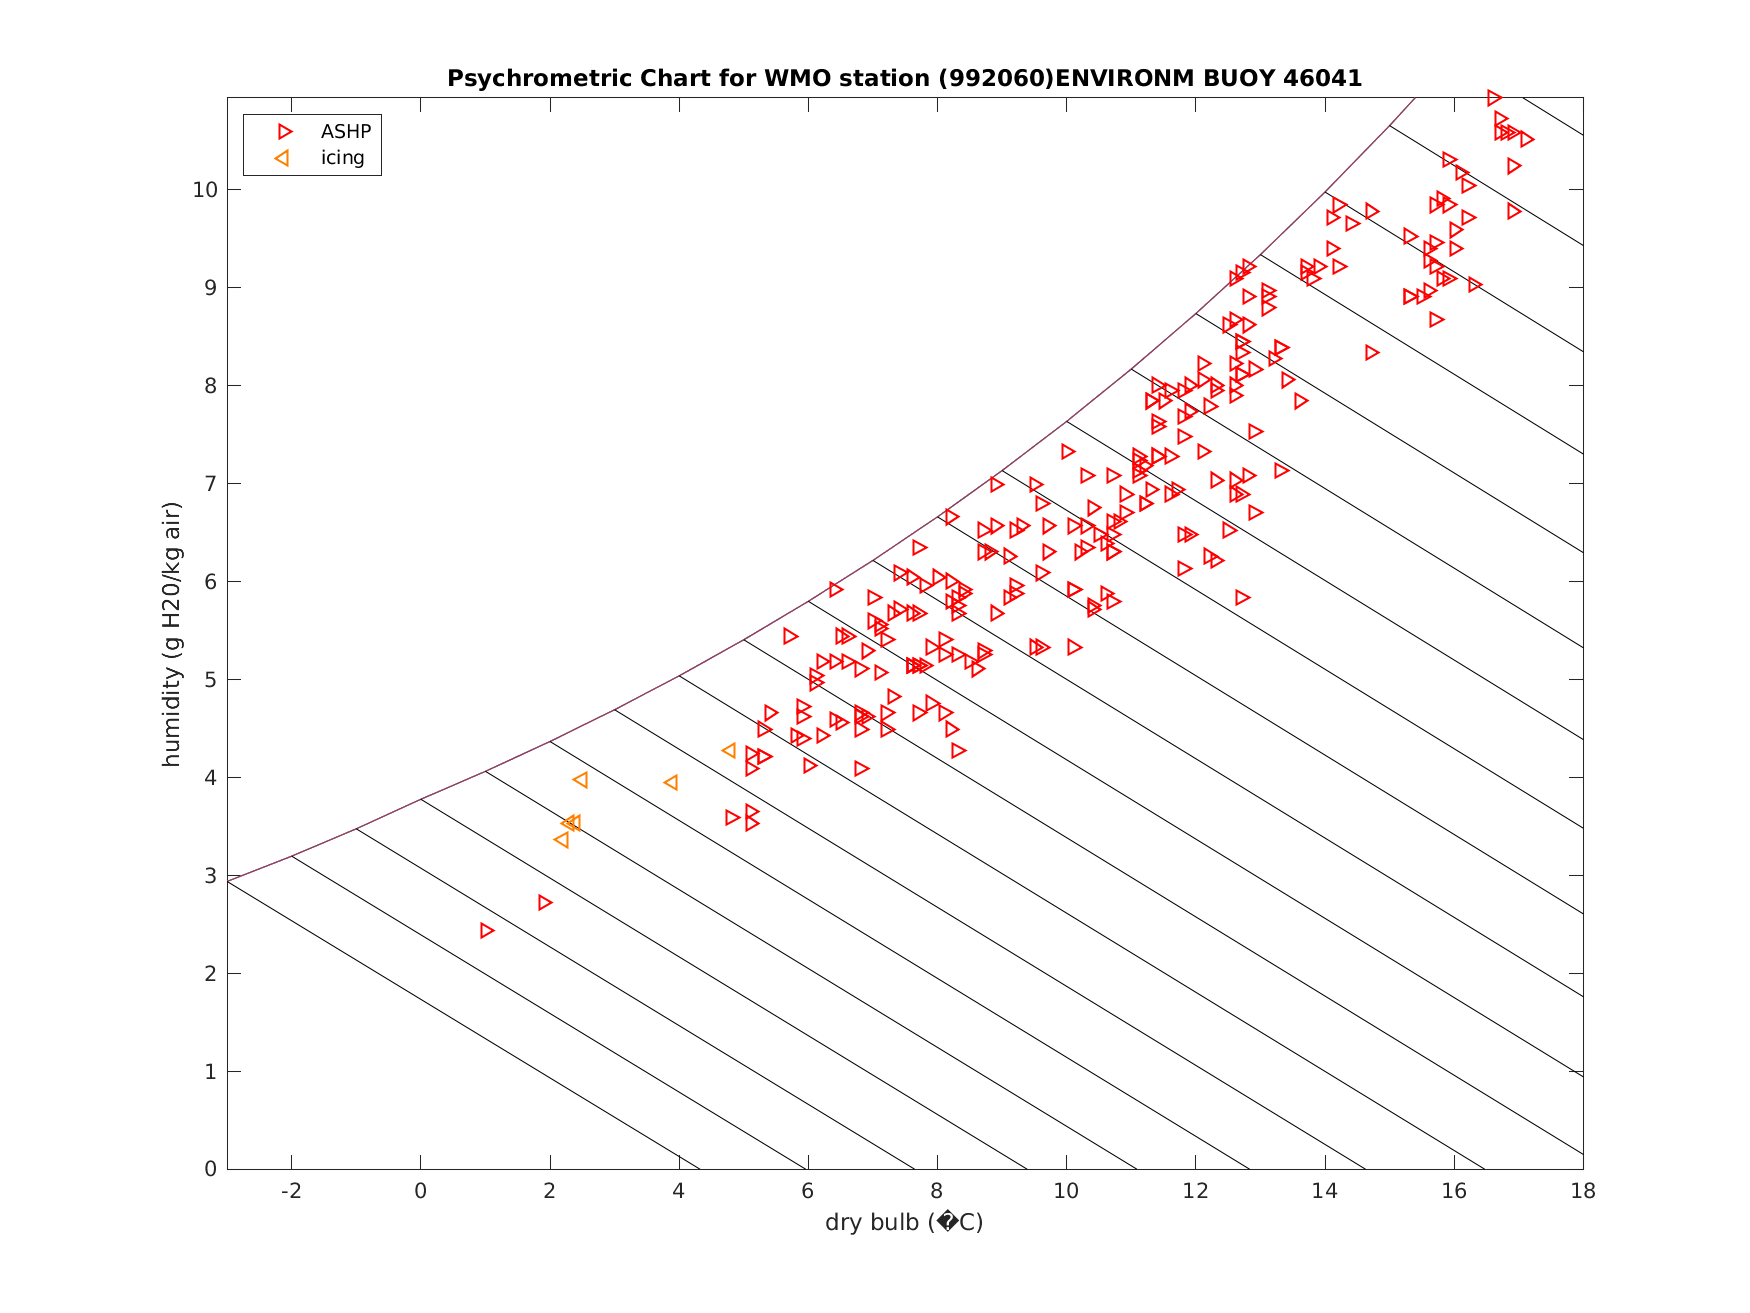 Psychrometric Chart for WMO station (992060)ENVIRONM BUOY 46041
ASHP
icing
10
9
8
7
6
5
4
3
2
1
0
humidity (g H20/kg air)
-2 0 2 4 6 8 10 12 14 16 18
dry bulb (�C)